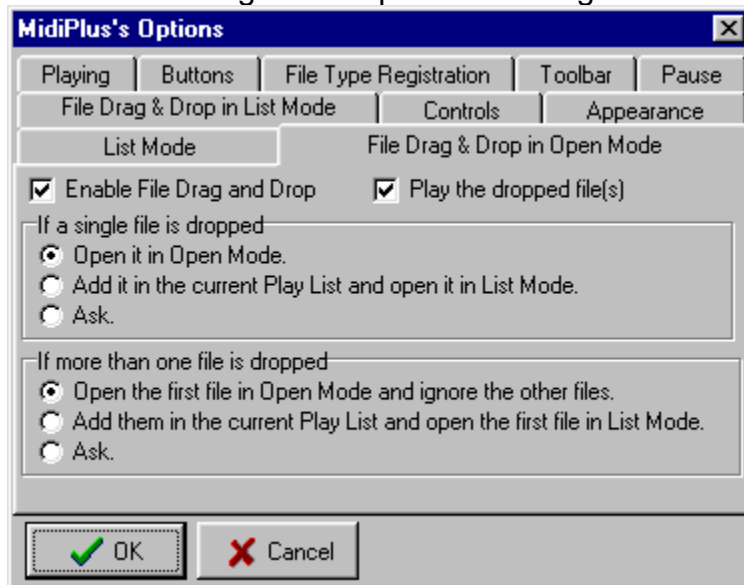 MidiPlus's Options
Playing Buttons File Type Registration Toolbar Pause
File Drag & Drop in List Mode Controls Appearance
List Mode File Drag & Drop in Open Mode
Enable File Drag and Drop Play the dropped file(s)
If a single file is dropped
Open it in Open Mode.
Add it in the current Play List and open it in List Mode.
Ask.
If more than one file is dropped
Open the first file in Open Mode and ignore the other files.
Add them in the current Play List and open the first file in List Mode.
Ask.
OK Cancel